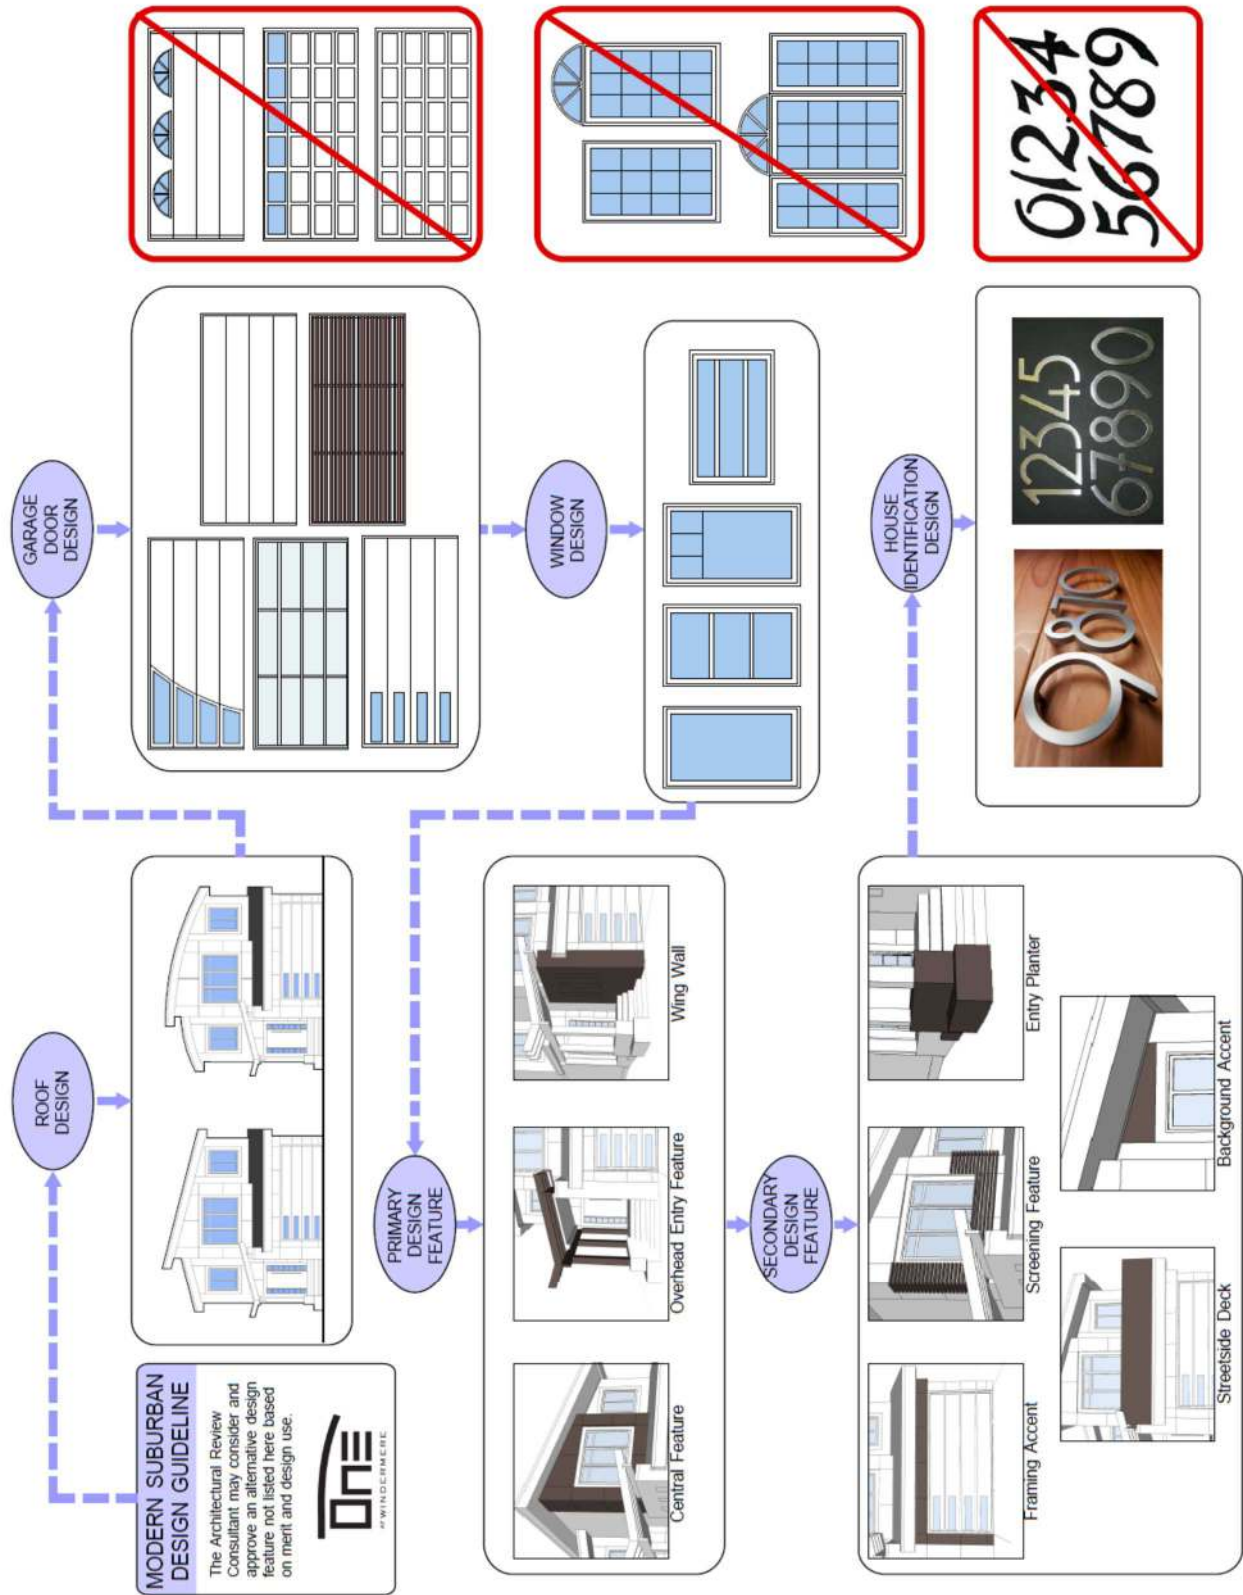 MODERN SUBURBAN
DESIGN GUIDELINE
The Architectural Review
Consultant may consider and
approve an alternative design
feature not listed here based
on merit and design use.
ONE
AT WINDERMERE
ROOF
DESIGN
GARAGE
DOOR
DESIGN
WINDOW
DESIGN
PRIMARY
DESIGN
FEATURE
Central Feature
Overhead Entry Feature
Wing Wall
SECONDARY
DESIGN
FEATURE
Framing Accent
Screening Feature
Entry Planter
Streetside Deck
Background Accent
HOUSE
IDENTIFICATION
DESIGN
9870
12345
67890
01234
56789